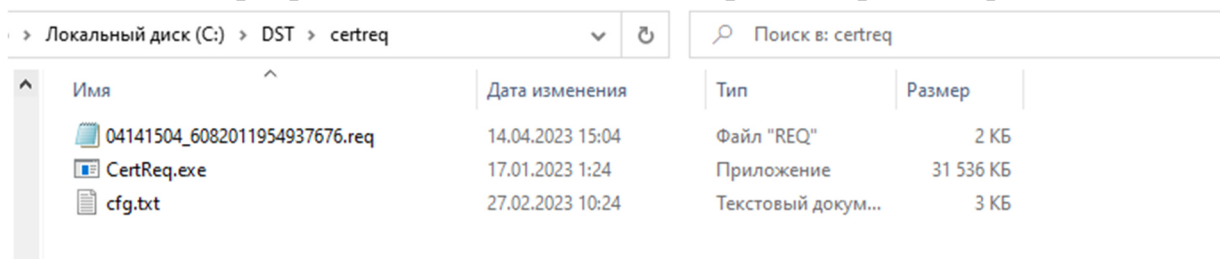 Локальный диск (C:) > DST > certreq Поиск в: certreq
Имя Дата изменения Тип Размер
04141504_6082011954937676.req 14.04.2023 15:04 Файл "REQ" 2 КБ
CertReq.exe 17.01.2023 1:24 Приложение 31 536 КБ
cfg.txt 27.02.2023 10:24 Текстовый докум... 3 КБ